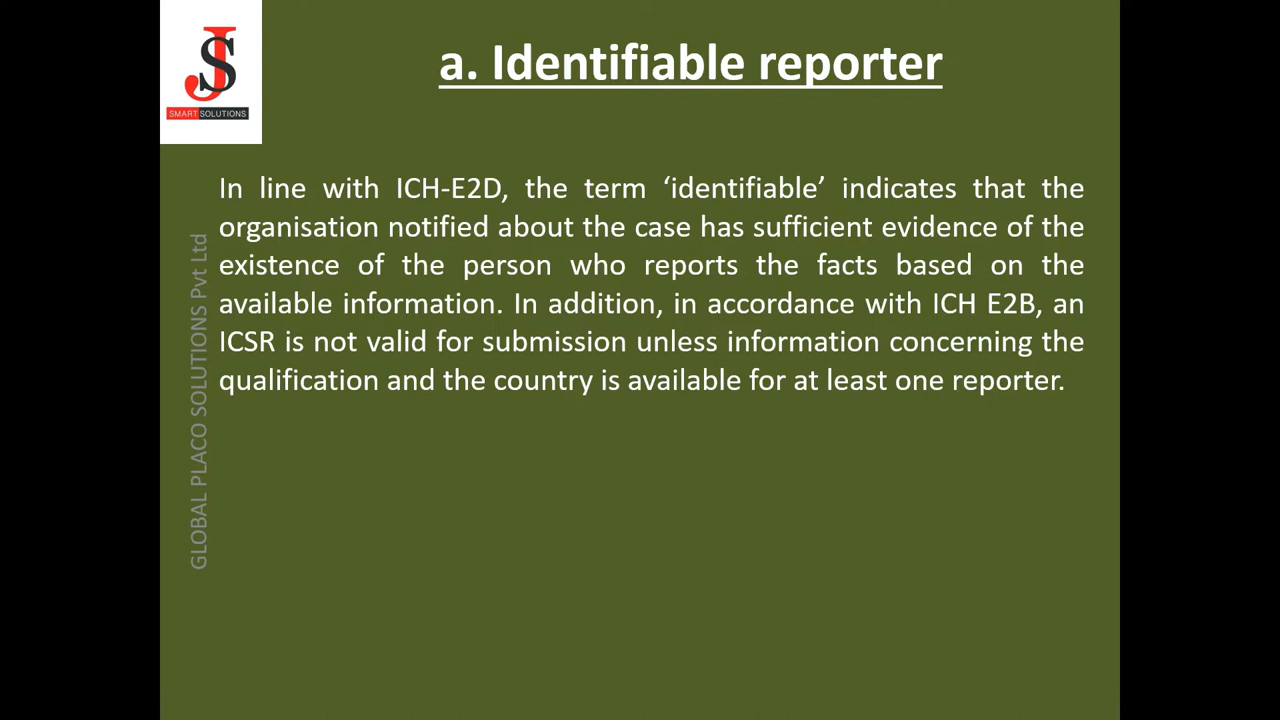 JS
SMART SOLUTIONS
a. Identifiable reporter
In line with ICH-E2D, the term ‘identifiable’ indicates that the
organisation notified about the case has sufficient evidence of the
existence of the person who reports the facts based on the
available information. In addition, in accordance with ICH E2B, an
ICSR is not valid for submission unless information concerning the
qualification and the country is available for at least one reporter.
GLOBAL PLACO SOLUTIONS Pvt Ltd